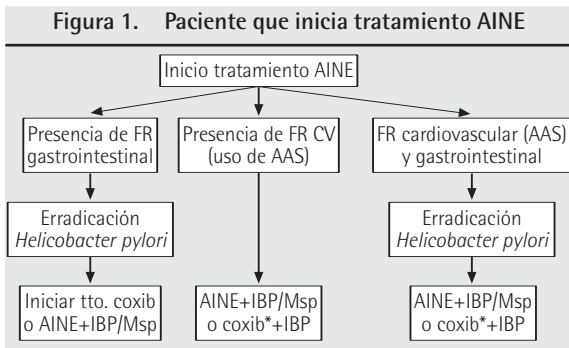 Figura 1. Paciente que inicia tratamiento AINE
Inicio tratamiento AINE
Presencia de FR
gastrointestinal
Erradicación
Helicobacter pylori
Iniciar tto. coxib
o AINE+IBP/Msp
Presencia de FR CV
(uso de AAS)
AINE+IBP/Msp
o coxib*+IBP
FR cardiovascular (AAS)
y gastrointestinal
Erradicación
Helicobacter pylori
AINE+IBP/Msp
o coxib*+IBP